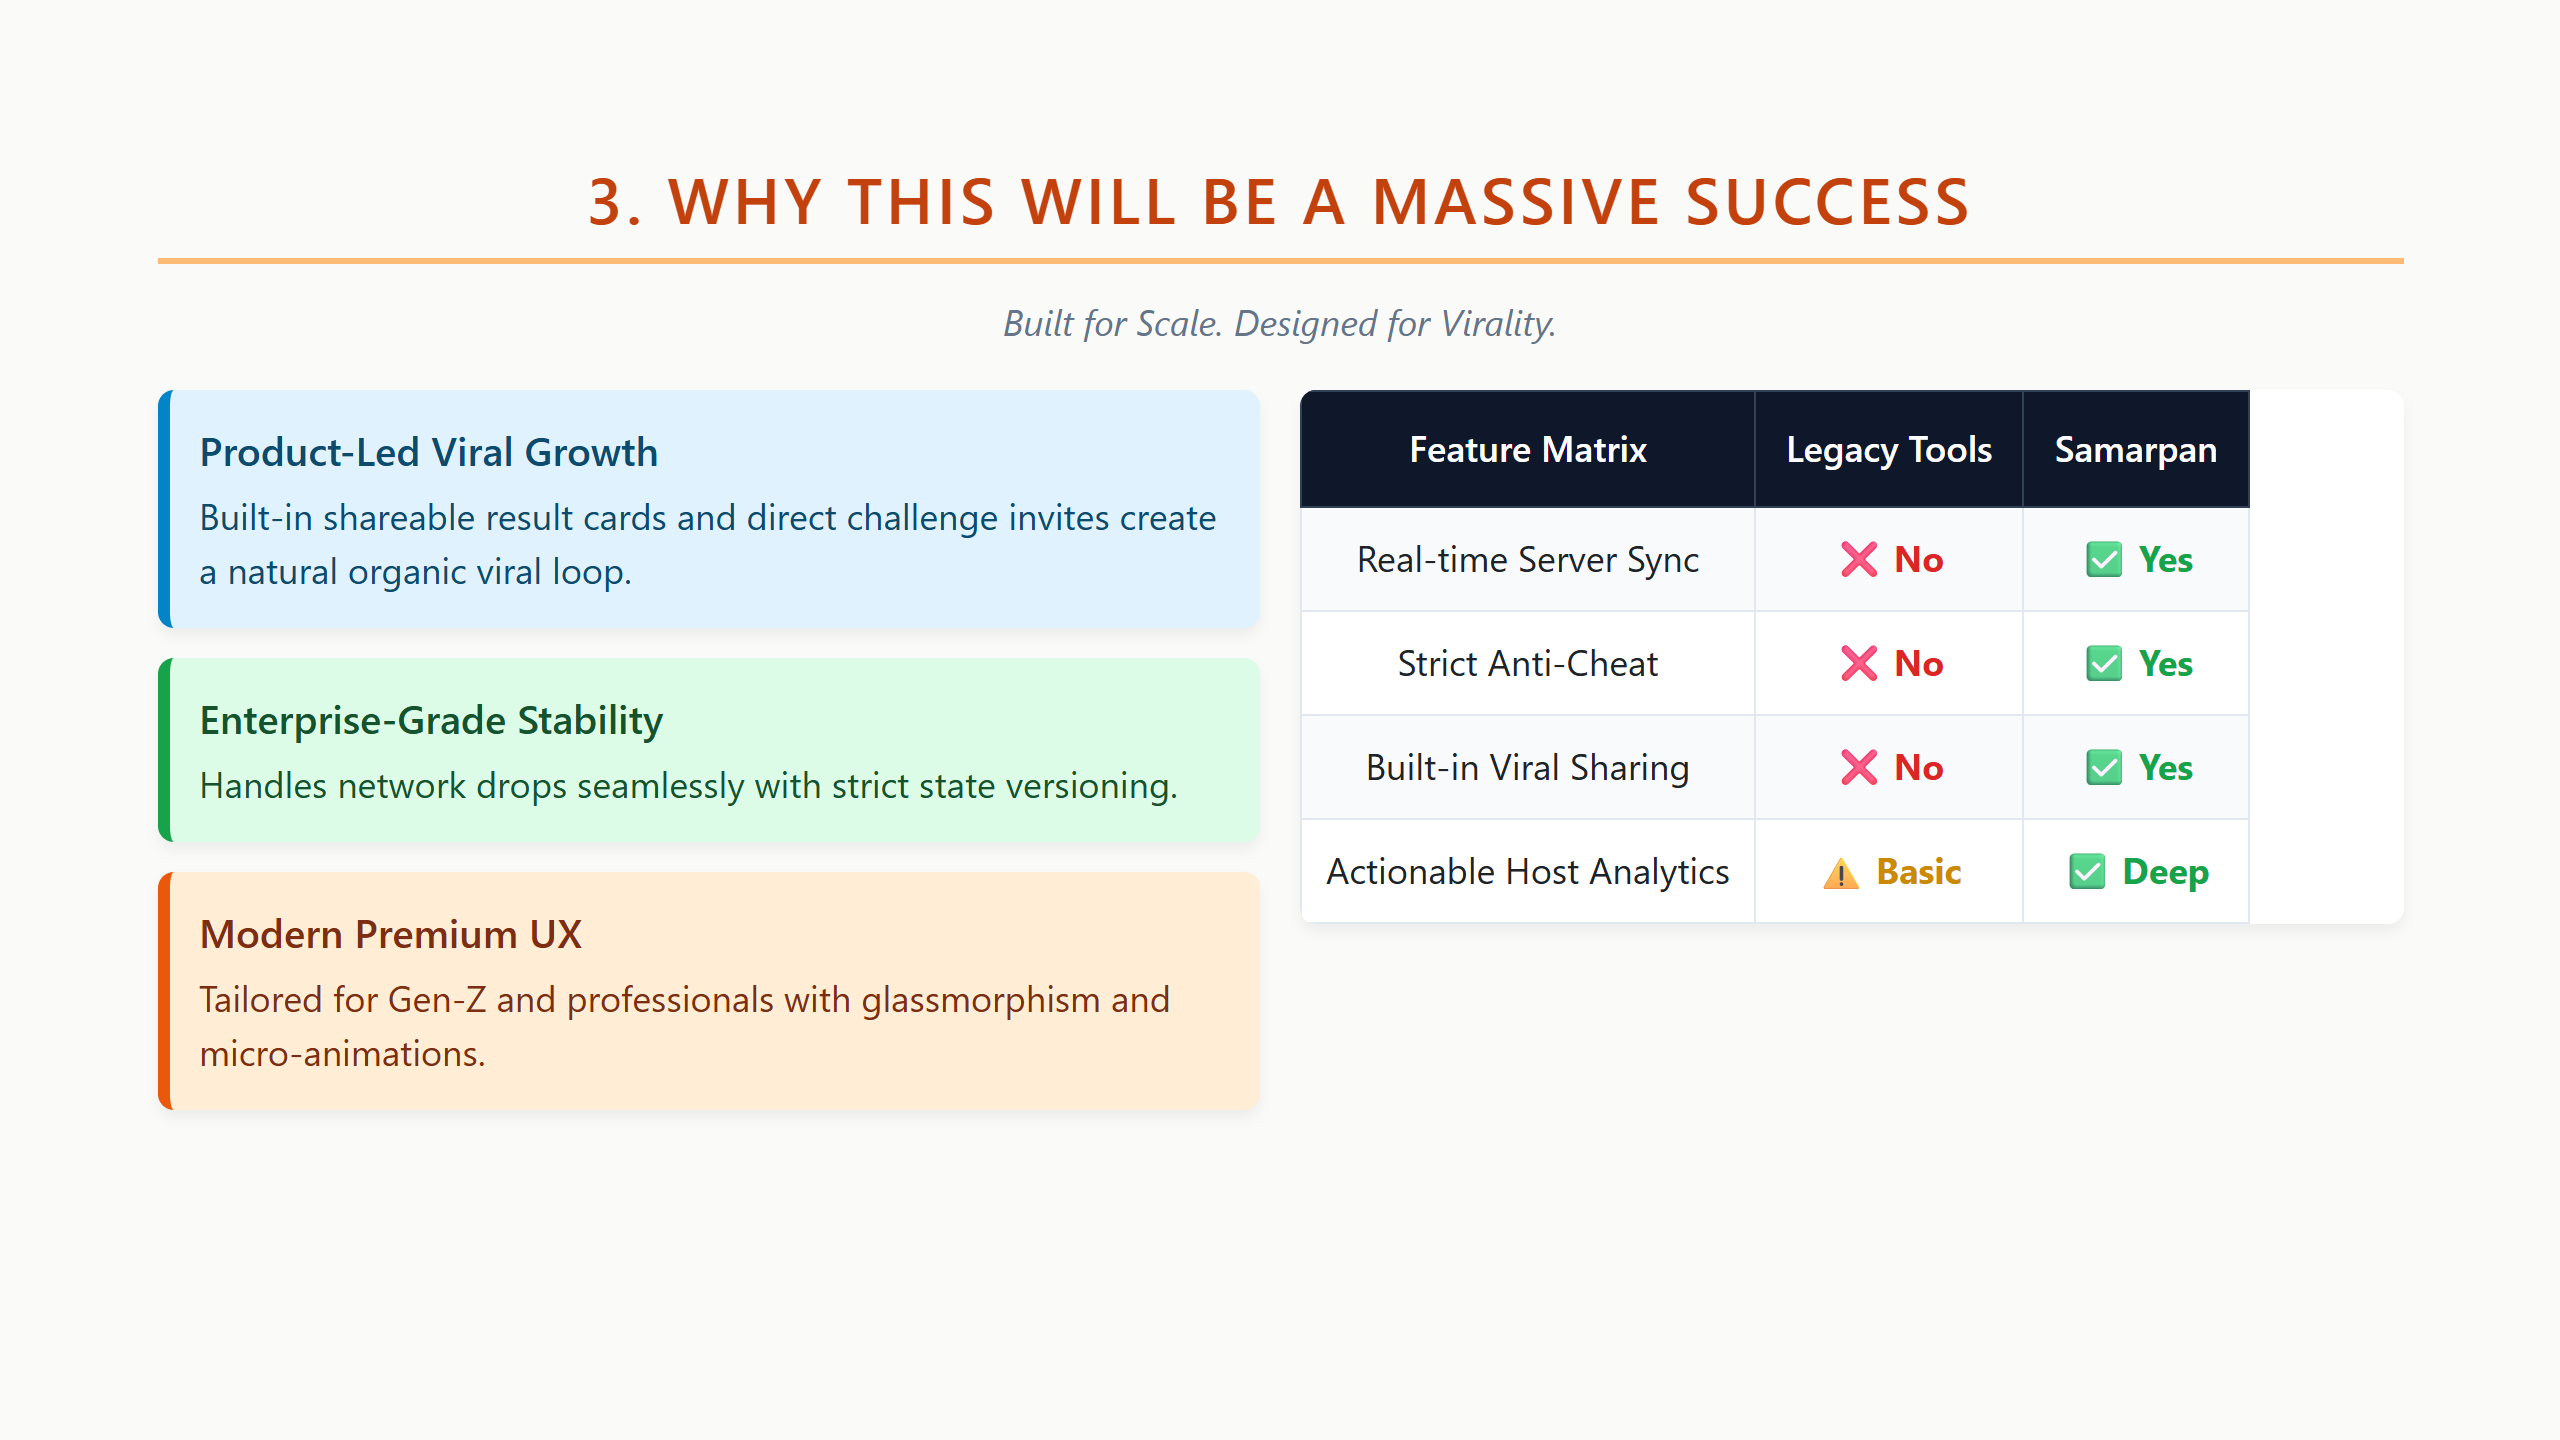 3. WHY THIS WILL BE A MASSIVE SUCCESS
Built for Scale. Designed for Virality.
Product-Led Viral Growth
Built-in shareable result cards and direct challenge invites create
a natural organic viral loop.
Enterprise-Grade Stability
Handles network drops seamlessly with strict state versioning.
Modern Premium UX
Tailored for Gen-Z and professionals with glassmorphism and
micro-animations.
Feature Matrix Legacy Tools Samarpan
Real-time Server Sync ❌ No ✅ Yes
Strict Anti-Cheat ❌ No ✅ Yes
Built-in Viral Sharing ❌ No ✅ Yes
Actionable Host Analytics ⚠️ Basic ✅ Deep